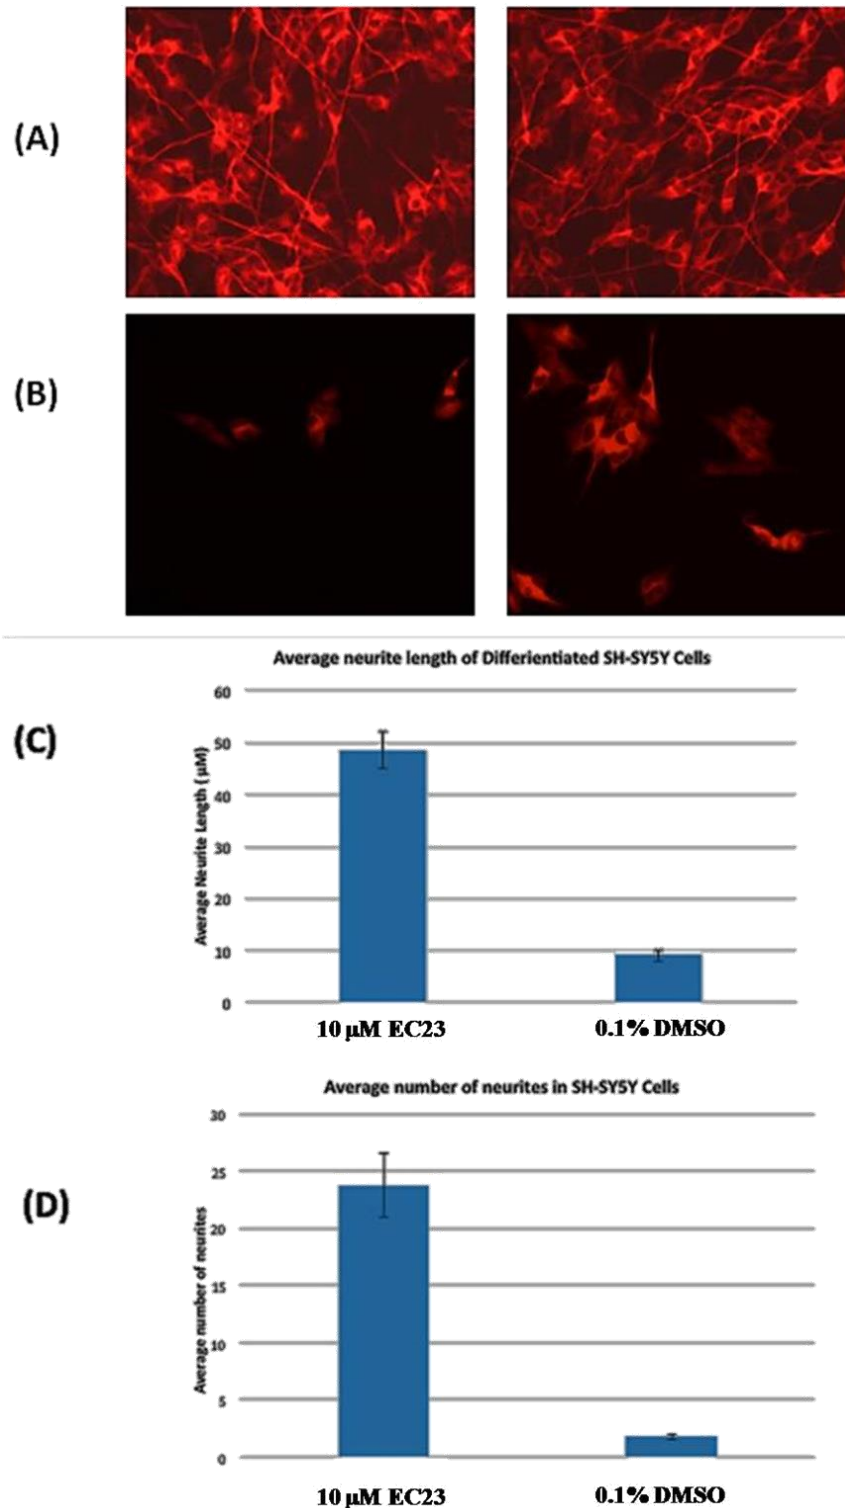 (A)
(B)
Average neurite length of Differientiated SH-SY5Y Cells
(C)
Average Neurite Length ( µM)
60
50
40
30
20
10
0
10 µM EC23
0.1% DMSO
Average number of neurites in SH-SY5Y Cells
(D)
Average number of neurites
30
25
20
15
10
5
0
10 µM EC23
0.1% DMSO